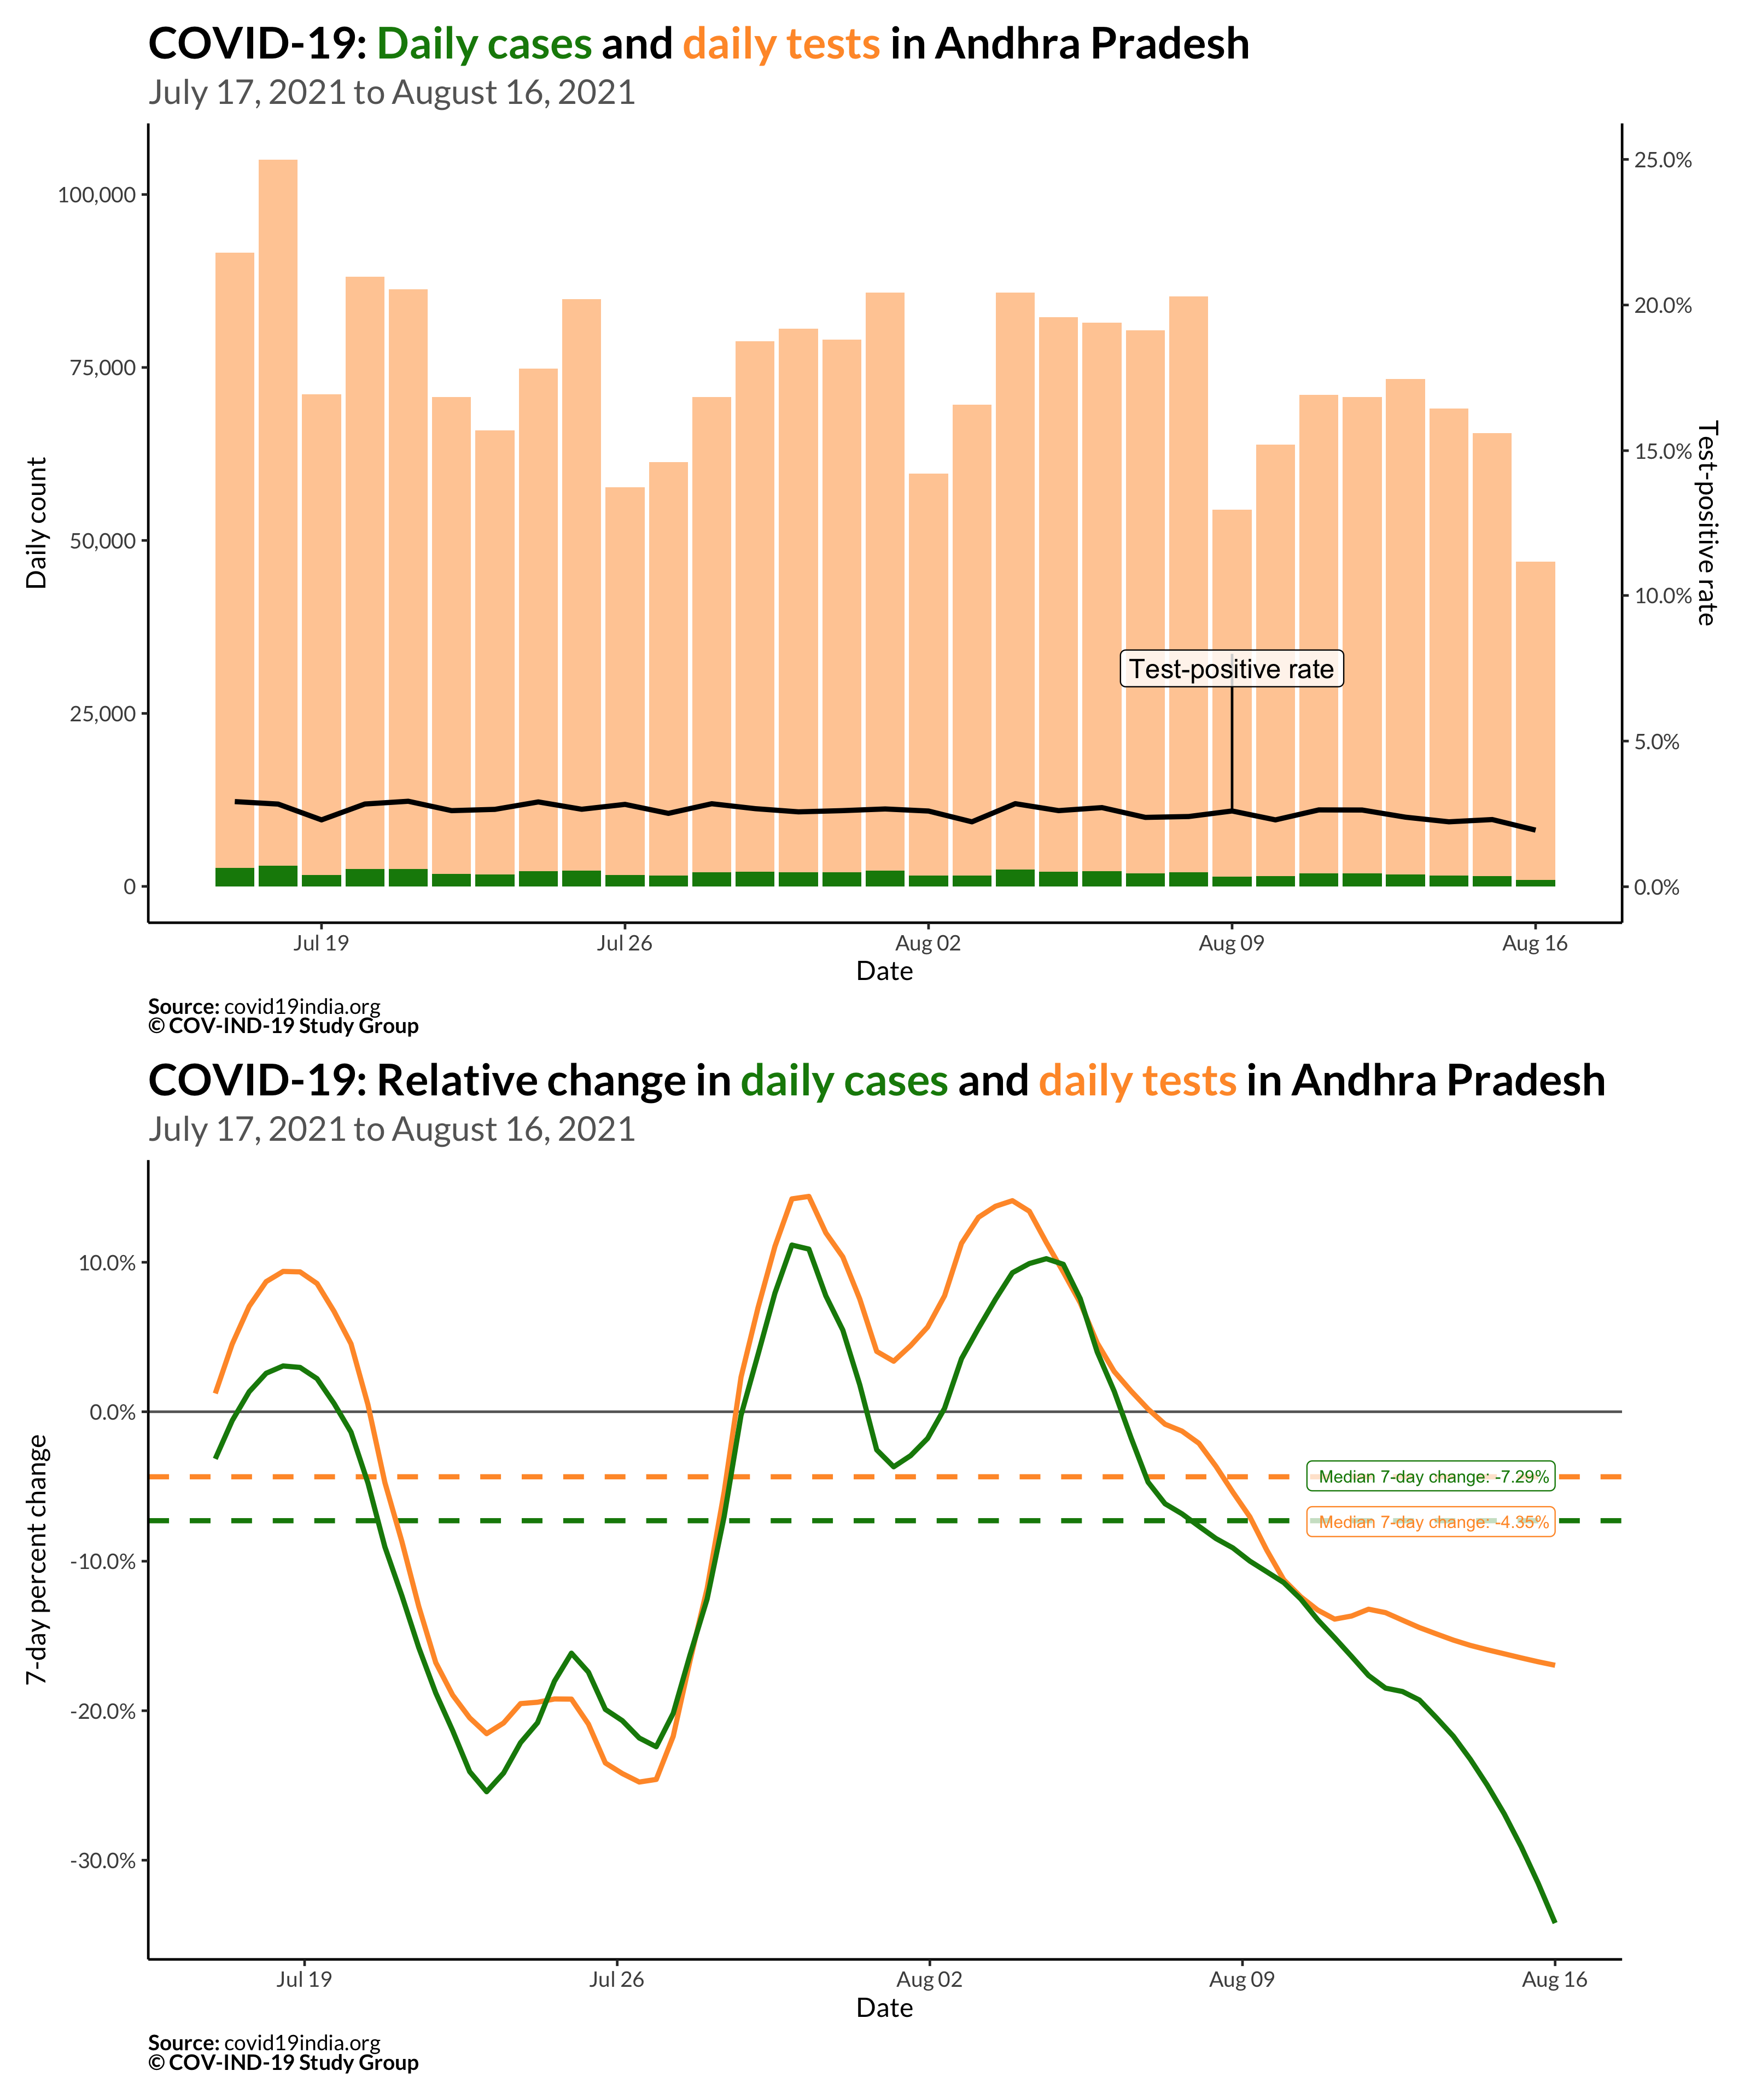 COVID-19: Daily cases and daily tests in Andhra Pradesh
July 17, 2021 to August 16, 2021
100,000
75,000
50,000
25,000
0
Daily count
25.0%
20.0%
15.0%
10.0%
5.0%
0.0%
Test-positive rate
Test-positive rate
Jul 19
Jul 26
Aug 02
Aug 09
Aug 16
Date
Source: covid19india.org
© COV-IND-19 Study Group
COVID-19: Relative change in daily cases and daily tests in Andhra Pradesh
July 17, 2021 to August 16, 2021
10.0%
0.0%
-10.0%
-20.0%
-30.0%
7-day percent change
Median 7-day change: -7.29%
Median 7-day change: -4.35%
Jul 19
Jul 26
Aug 02
Aug 09
Aug 16
Date
Source: covid19india.org
© COV-IND-19 Study Group